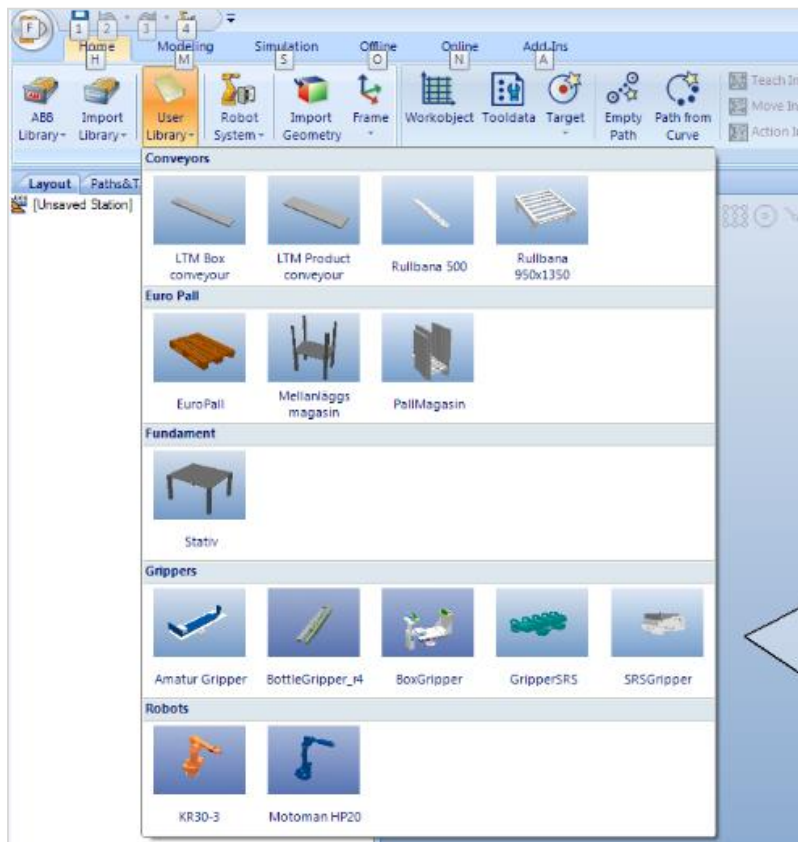 F
1
2
3
4
Home
Modeling
Simulation
Offline
Online
Add-Ins
H
M
S
O
N
A
ABB
Library
Import
Library
User
Library
Robot
System
Import
Geometry
Frame
Workobject
Tooldata
Target
Empty
Path
Path from
Curve
Teach In
Move In
Action In
Layout
Paths&T
[Unsaved Station]
Conveyors
LTM Box
conveyour
LTM Product
conveyour
Rullbana 500
Rullbana
950x1350
Euro Pall
EuroPall
Mellanläggs
magasin
PallMagasin
Fundament
Stativ
Grippers
Amatur Gripper
BottleGripper_r4
BoxGripper
GripperSRS
SRSGripper
Robots
KR30-3
Motoman HP20